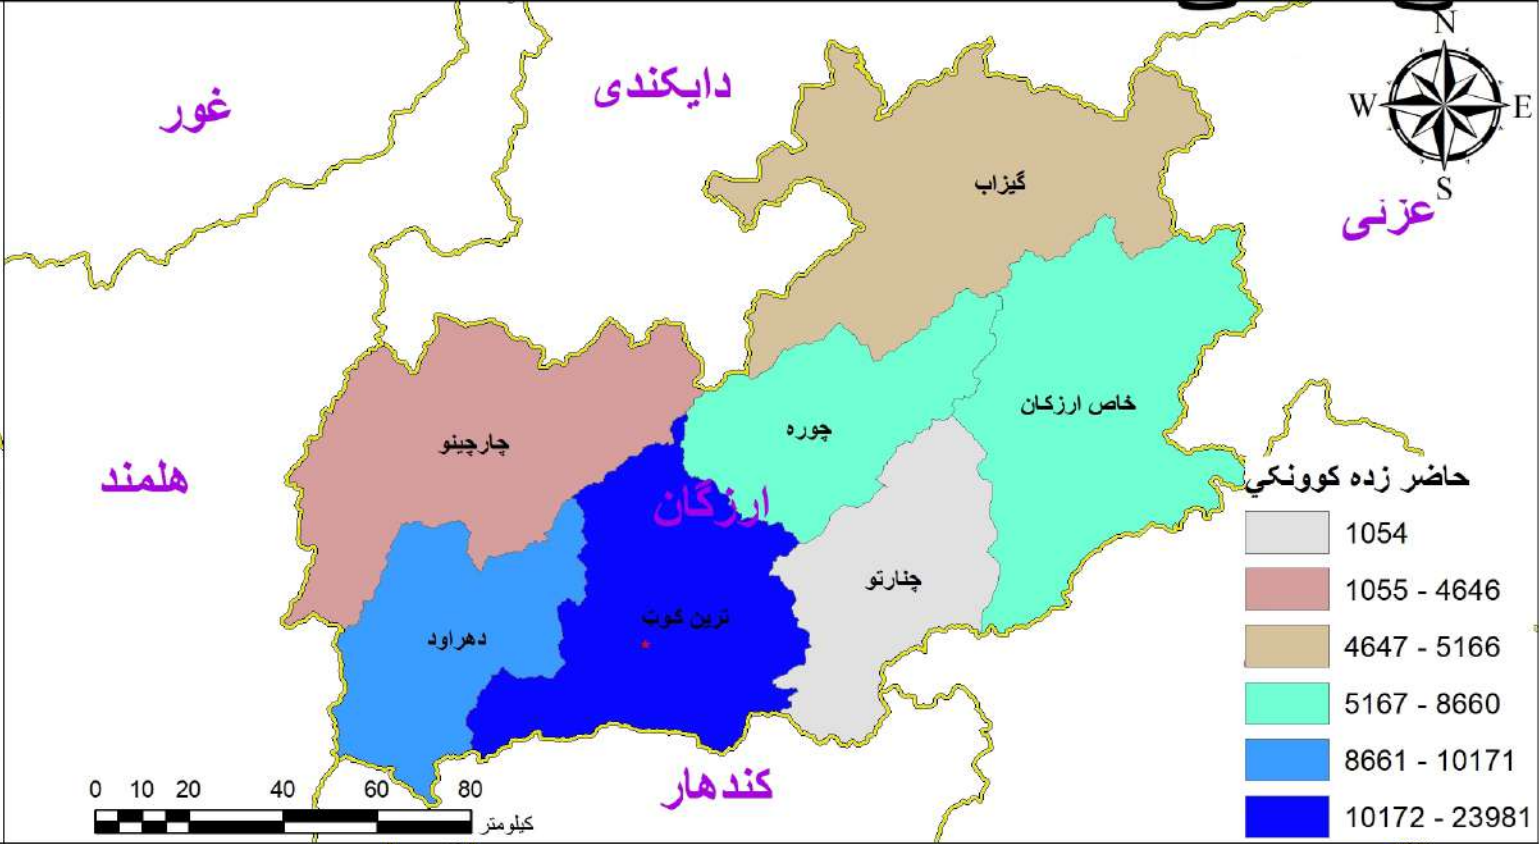 N
W
E
S
غور
دایکندی
عزنی
گیزاب
خاص ارزکان
چوره
چارچینو
هلمند
ارزگان
چنارتو
ترین کوټ
دهراود
کندهار
حاضر زده کوونکي
1054
1055 - 4646
4647 - 5166
5167 - 8660
8661 - 10171
10172 - 23981
0 10 20 40 60 80
کیلومتر